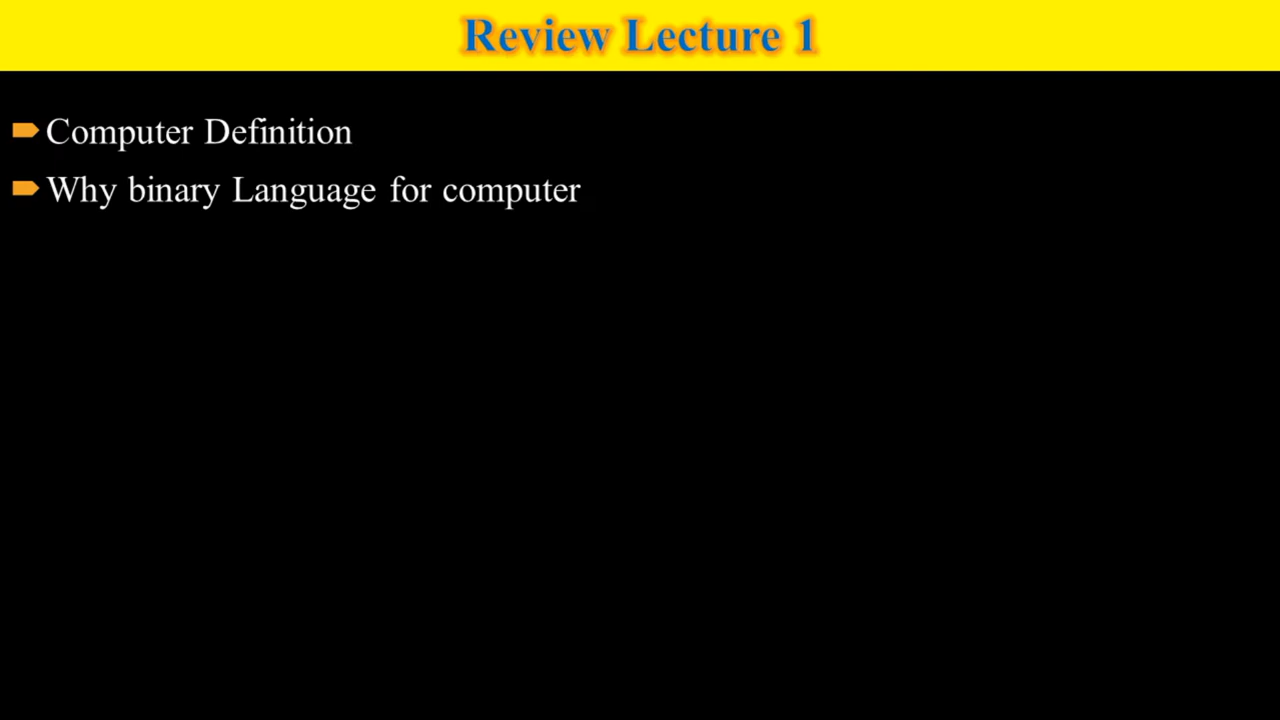 Review Lecture 1
Computer Definition
Why binary Language for computer